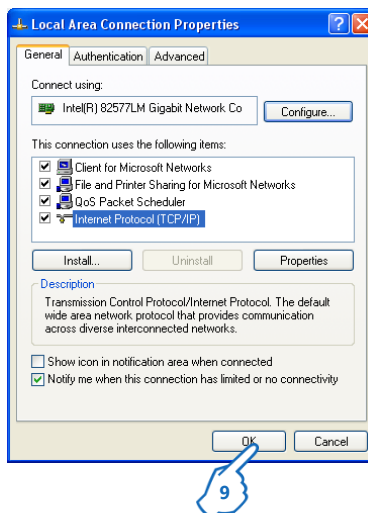 Local Area Connection Properties
General Authentication Advanced
Connect using:
Intel(R) 82577LM Gigabit Network Co Configure...
This connection uses the following items:
Client for Microsoft Networks
File and Printer Sharing for Microsoft Networks
QoS Packet Scheduler
Internet Protocol (TCP/IP)
Install... Uninstall Properties
Description
Transmission Control Protocol/Internet Protocol. The default
wide area network protocol that provides communication
across diverse interconnected networks.
Show icon in notification area when connected
Notify me when this connection has limited or no connectivity
OK Cancel
9